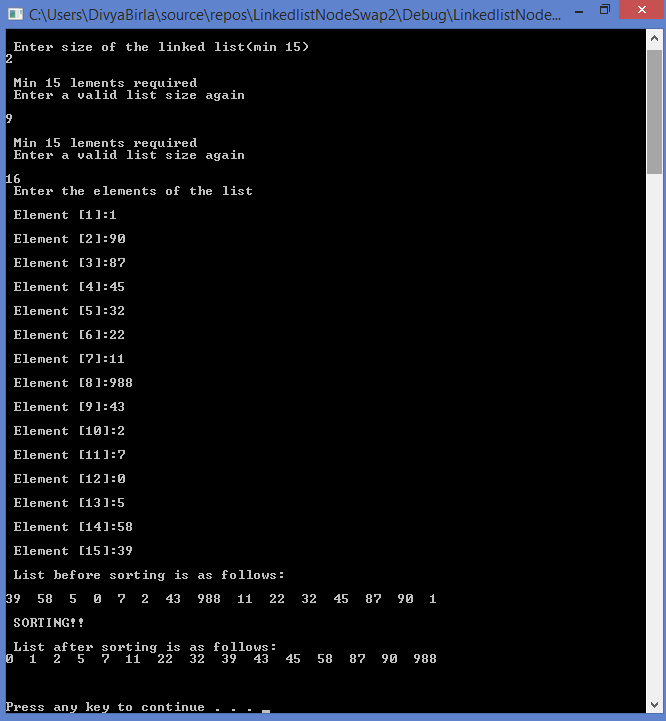 C:\Users\DivyaBirla\source\repos\LinkedlistNodeSwap2\Debug\LinkedlistNode...
Enter size of the linked list(min 15)
2
Min 15 lements required
Enter a valid list size again
9
Min 15 lements required
Enter a valid list size again
16
Enter the elements of the list
Element [1]:1
Element [2]:90
Element [3]:87
Element [4]:45
Element [5]:32
Element [6]:22
Element [7]:11
Element [8]:988
Element [9]:43
Element [10]:2
Element [11]:7
Element [12]:0
Element [13]:5
Element [14]:58
Element [15]:39
List before sorting is as follows:
39 58 5 0 7 2 43 988 11 22 32 45 87 90 1
SORTING!!
List after sorting is as follows:
0 1 2 5 7 11 22 32 39 43 45 58 87 90 988
Press any key to continue . . .